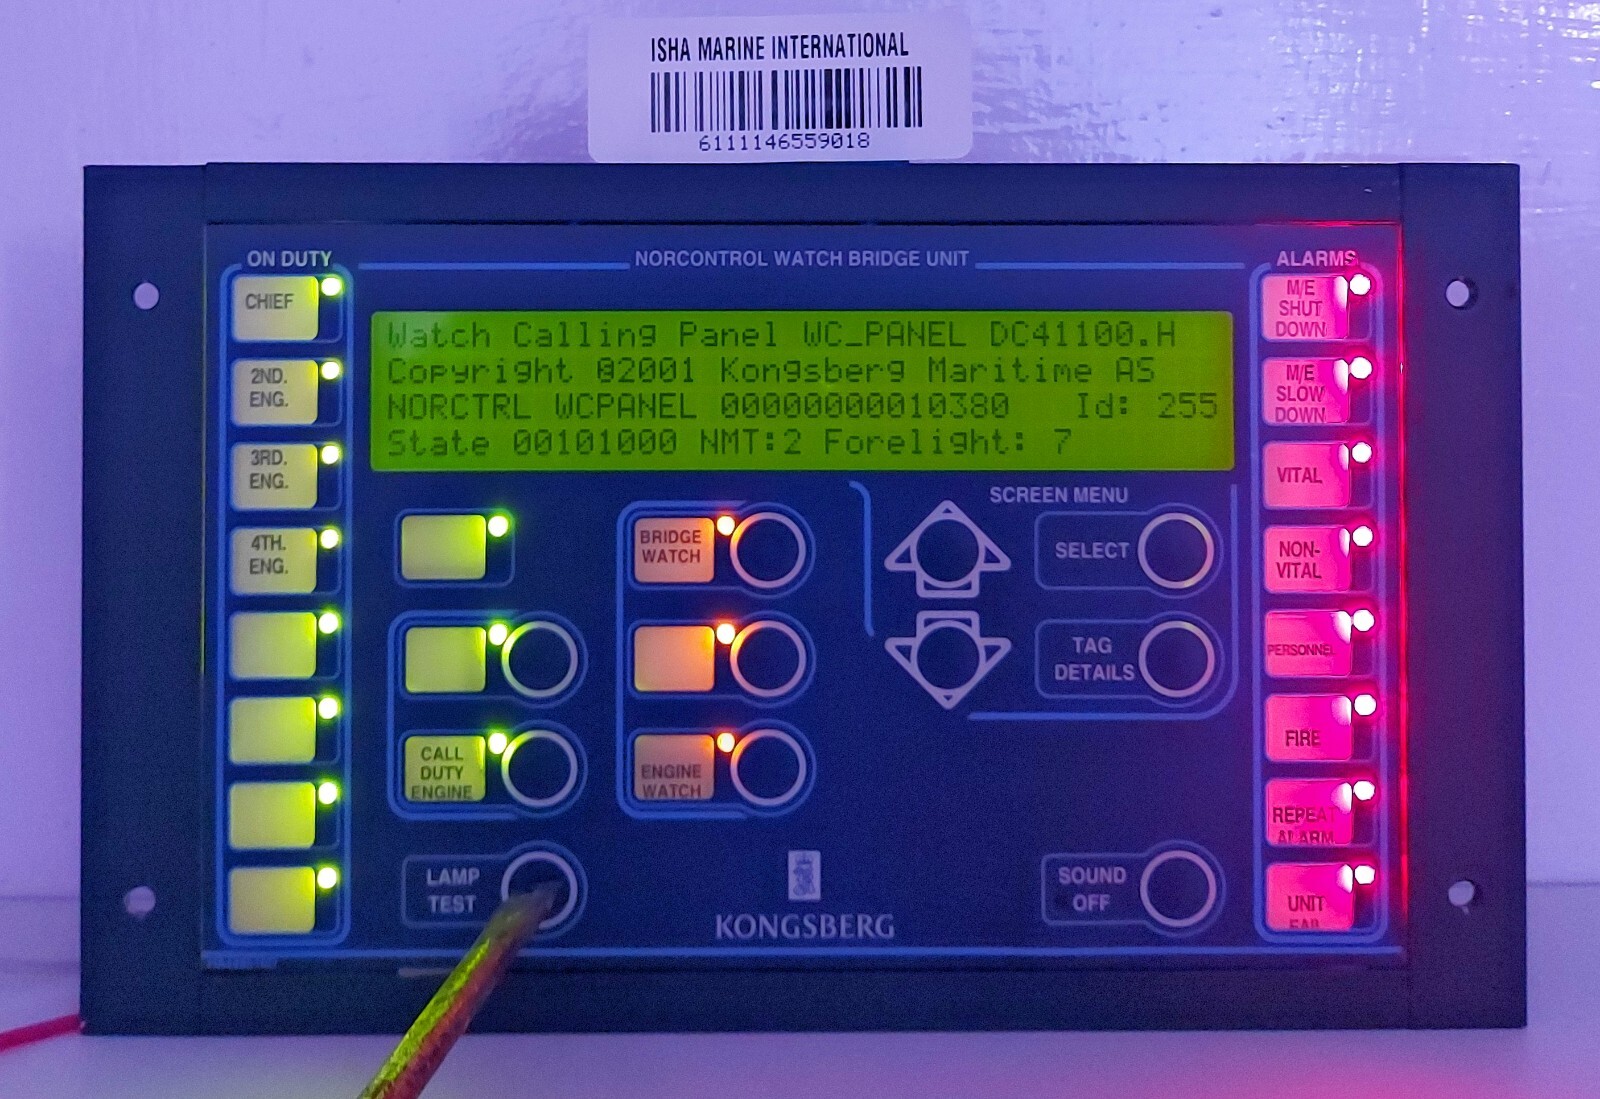 ISHA MARINE INTERNATIONAL
6111146559018
ON DUTY
NORCONTROL WATCH BRIDGE UNIT
ALARMS
CHIEF
2ND.
ENG.
3RD.
ENG.
4TH.
ENG.
Watch Calling Panel WC_PANEL DC41100.H
Copyright @2001 Kongsberg Maritime AS
NORCTRL WCPANEL 00000000010380 Id: 255
State 00101000 NMT:2 Forelight: 7
BRIDGE
WATCH
CALL
DUTY
ENGINE
ENGINE
WATCH
LAMP
TEST
SCREEN MENU
SELECT
TAG
DETAILS
SOUND
OFF
KONGSBERG
M/E
SHUT
DOWN
M/E
SLOW
DOWN
VITAL
NON-
VITAL
PERSONNEL
FIRE
REPEAT
ALARM
UNIT
FAIL